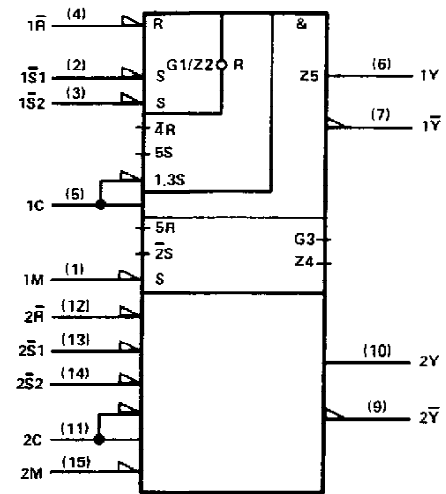 1R̅ (4) R &
G1/Z2 R
1S̅1 (2) S Z5 (6) 1Y
1S̅2 (3) S
4̅R (7) 1Y̅
5S
1,3S
1C (5)
5R
G3
2̅S
Z4
1M (1) S
2R̅ (12)
2S̅1 (13)
(10) 2Y
2S̅2 (14)
(9) 2Y̅
2C (11)
2M (15)